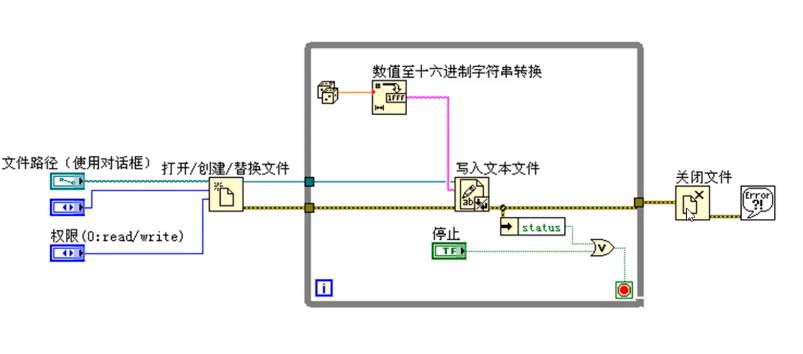 数值至十六进制字符串转换
1FFF
文件路径（使用对话框）
打开/创建/替换文件
写入文本文件
关闭文件
ab
Error
?!
权限(0:read/write)
停止
status
TF
V
i